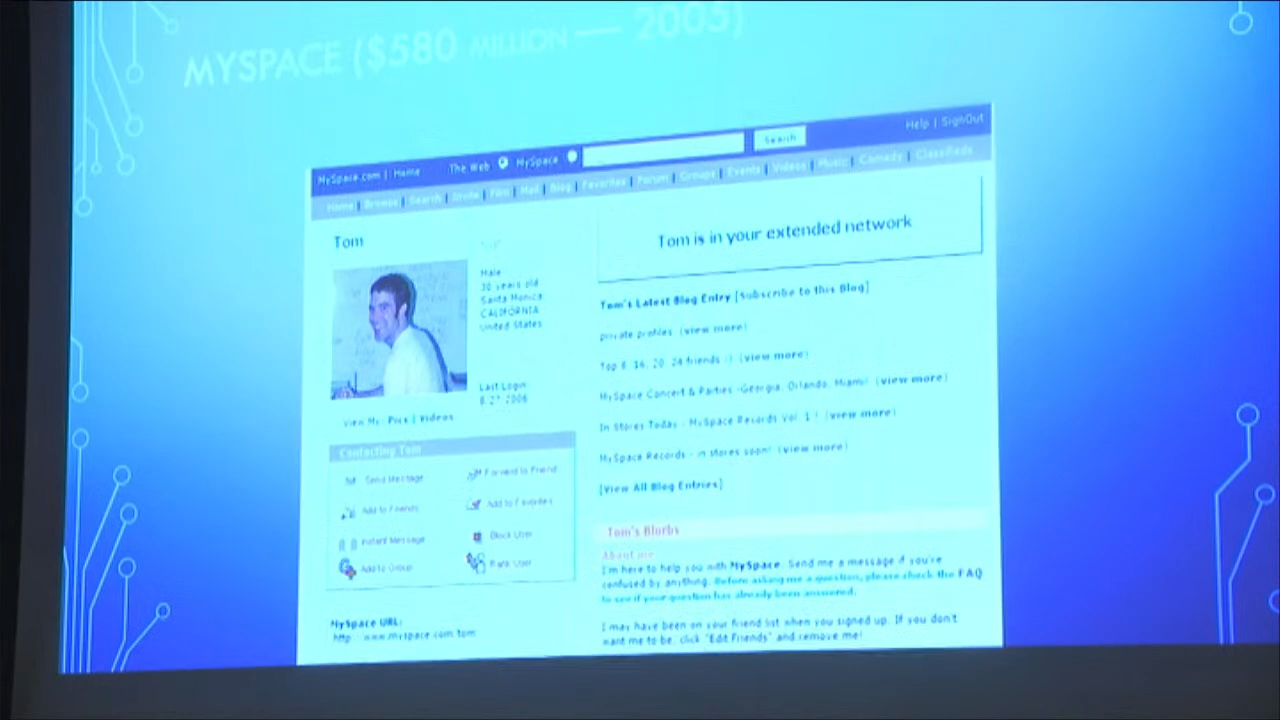 MYSPACE ($580 MILLION — 2005)
MySpace.com | Home The Web MySpace Search Help | SignOut
Home | Browse | Search | Invite | Film | Mail | Blog | Favorites | Forum | Groups | Events | Videos | Music | Comedy | Classifieds
Tom
Tom is in your extended network
Male
30 years old
Santa Monica
CALIFORNIA
United States
Last Login:
View My: Pics | Videos
Contacting Tom
Send Message Forward to Friend
Add to Friends Add to Favorites
Instant Message Block User
Add to Group Rank User
MySpace URL:
http://www.myspace.com/tom
Tom's Latest Blog Entry [Subscribe to this Blog]
private profiles (view more)
Top 8, 16, 20, 24 friends :) (view more)
MySpace Concert & Parties -Georgia, Orlando, Miami! (view more)
In Stores Today - MySpace Records Vol. 1! (view more)
MySpace Records - in stores soon! (view more)
[View All Blog Entries]
Tom's Blurbs
About me
I'm here to help you with MySpace. Send me a message if you're
confused by anything. Before asking me a question, please check the FAQ
to see if your question has already been answered.
I may have been on your friend list when you signed up. If you don't
want me to be, click "Edit Friends" and remove me!